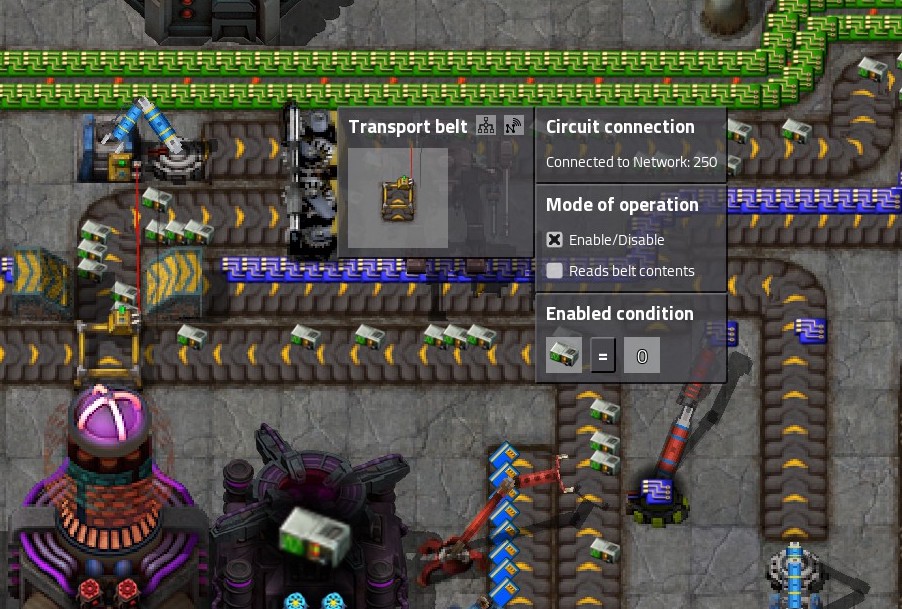 Transport belt
Circuit connection
Connected to Network: 250
Mode of operation
Enable/Disable
Reads belt contents
Enabled condition
= 0